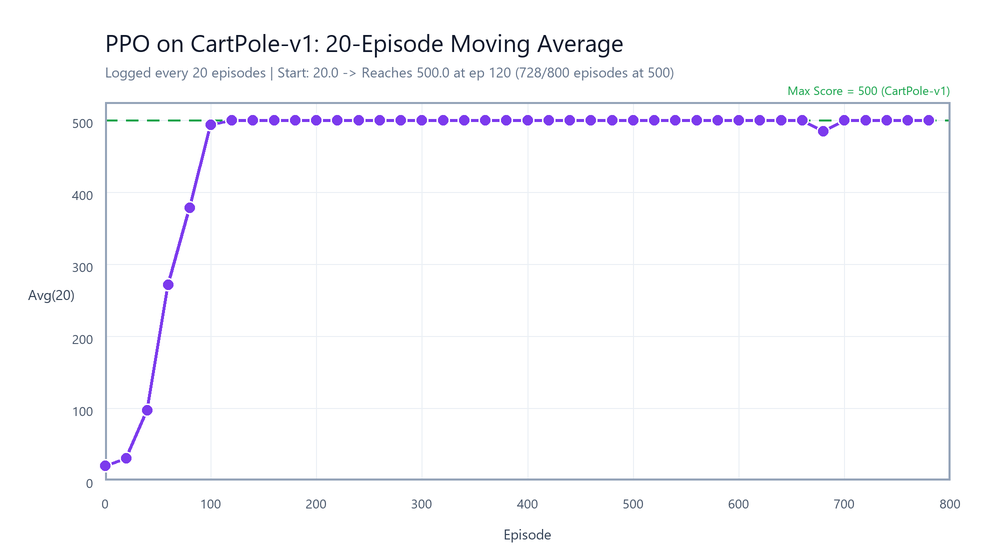 PPO on CartPole-v1: 20-Episode Moving Average
Logged every 20 episodes | Start: 20.0 -> Reaches 500.0 at ep 120 (728/800 episodes at 500)
Max Score = 500 (CartPole-v1)
500
400
300
Avg(20)
200
100
0
0 100 200 300 400 500 600 700 800
Episode